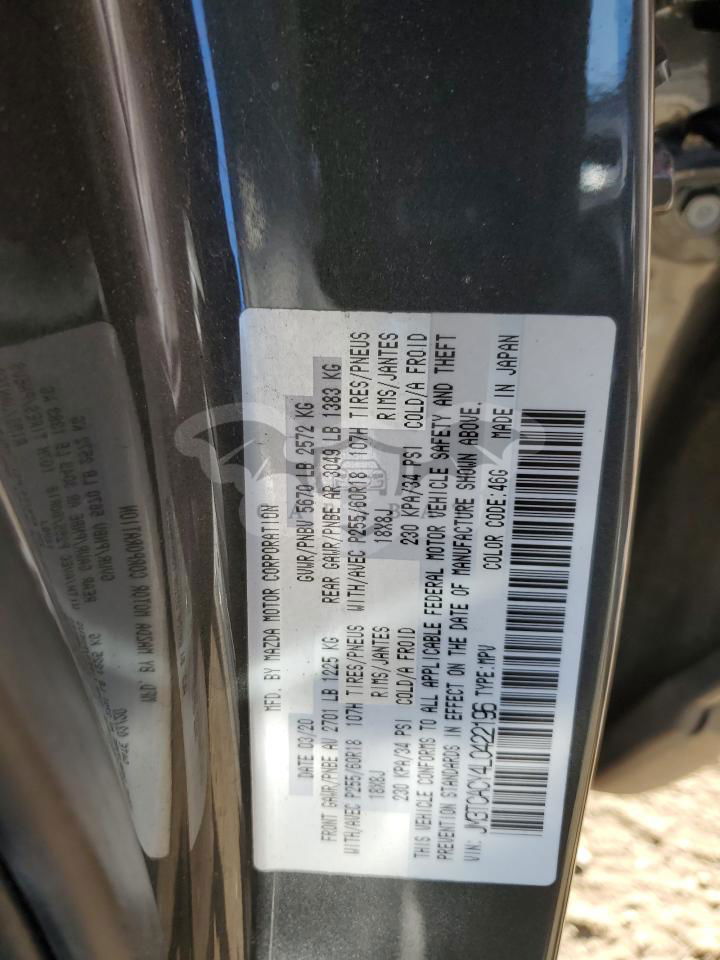 MFD. BY MAZDA MOTOR CORPORATION
DATE 03/20 GVWR/PNBV 5670 LB 2572 KG
FRONT GAWR/PNBE AV 2701 LB 1225 KG REAR GAWR/PNBE AR 3049 LB 1383 KG
WITH/AVEC P255/60R18 107H TIRES/PNEUS WITH/AVEC P255/60R18 107H TIRES/PNEUS
18X8J RIMS/JANTES 18X8J RIMS/JANTES
230 KPA/34 PSI COLD/A FROID 230 KPA/34 PSI COLD/A FROID
THIS VEHICLE CONFORMS TO ALL APPLICABLE FEDERAL MOTOR VEHICLE SAFETY AND THEFT
PREVENTION STANDARDS IN EFFECT ON THE DATE OF MANUFACTURE SHOWN ABOVE.
VIN: JM3TCACY4L0422196 TYPE:MPV COLOR CODE:46G MADE IN JAPAN